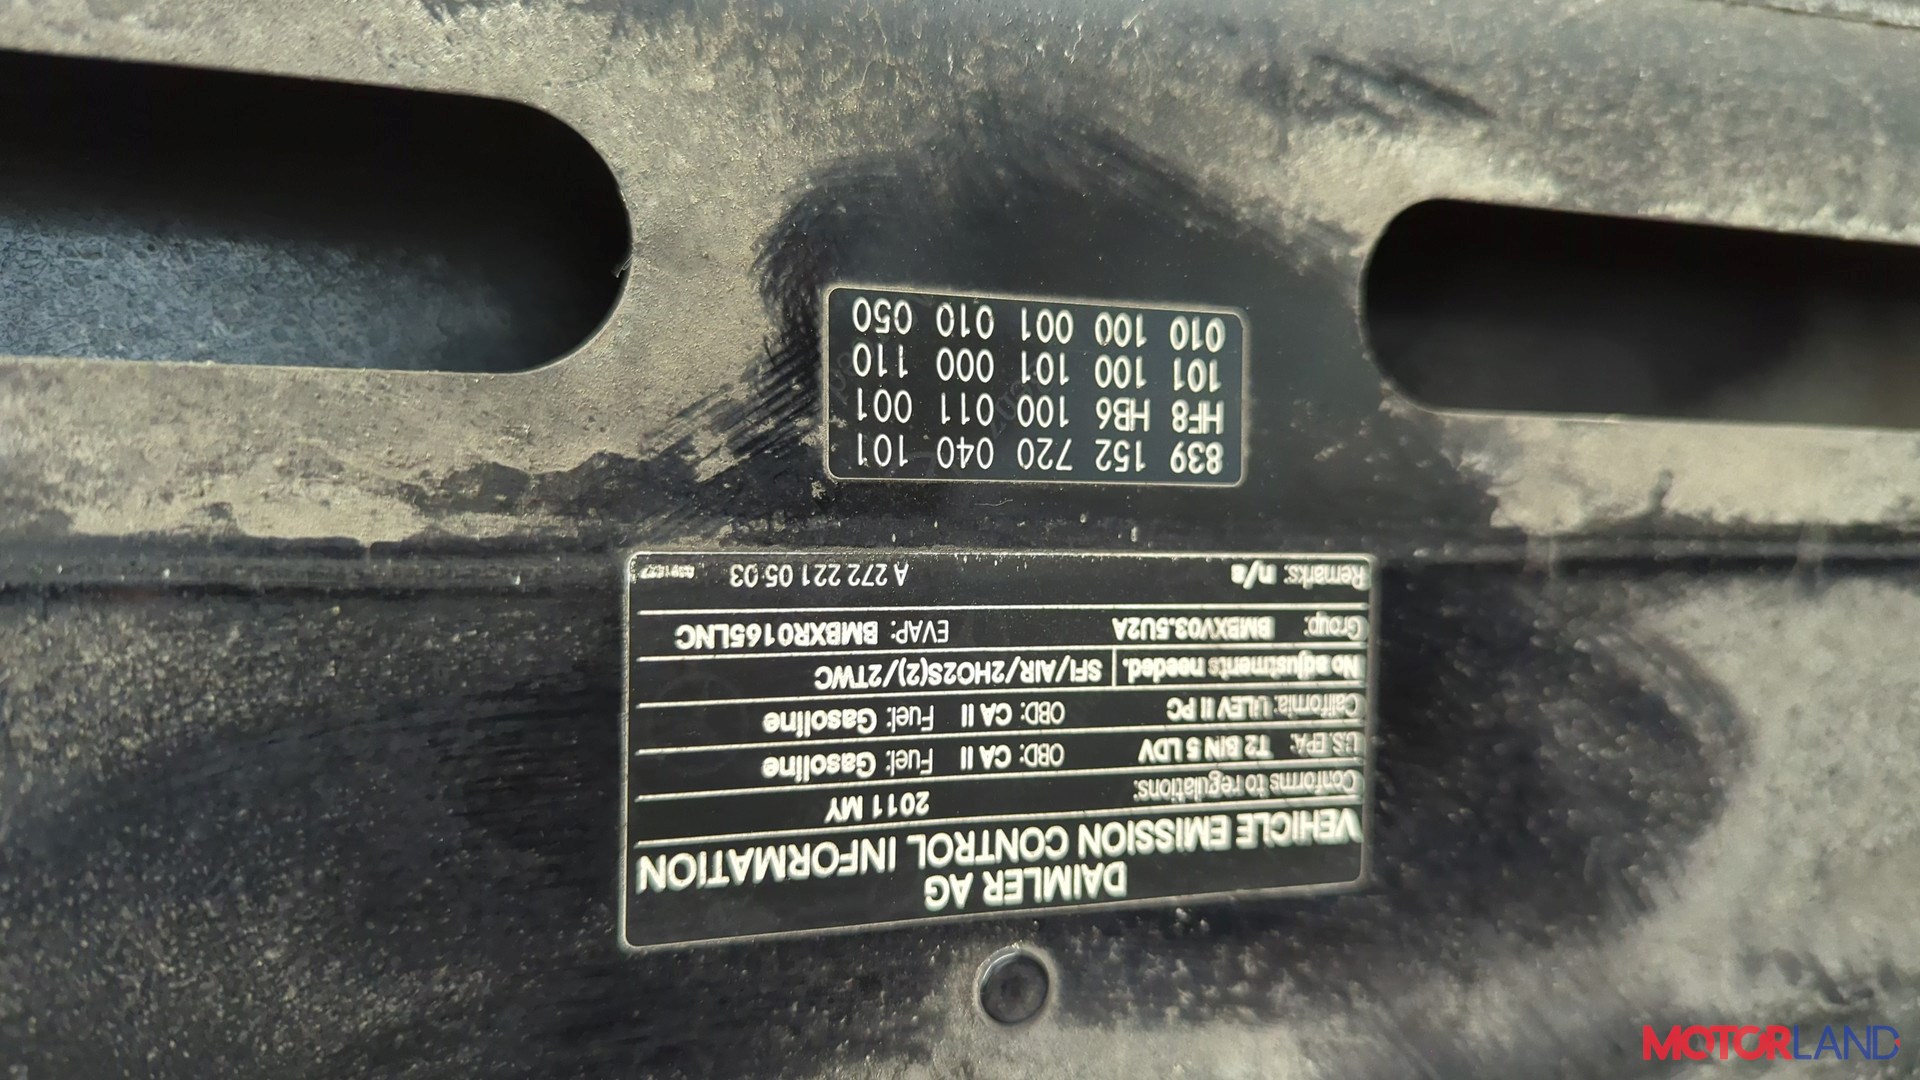 DAIMLER AG
VEHICLE EMISSION CONTROL INFORMATION
Conforms to regulations: 2011 MY
U.S. EPA: T2 BIN 5 LDV OBD: CA II Fuel: Gasoline
California: ULEV II PC OBD: CA II Fuel: Gasoline
No adjustments needed. SFI/AIR/2HO2S(2)/2TWC
Group: BMBXV03.5U2A EVAP: BMBXR0165LNC
Remarks: n/a A 272 221 05 03
839 152 720 040 101
HF8 HB6 100 011 001
101 100 101 000 110
010 100 001 010 050
MOTORLAND